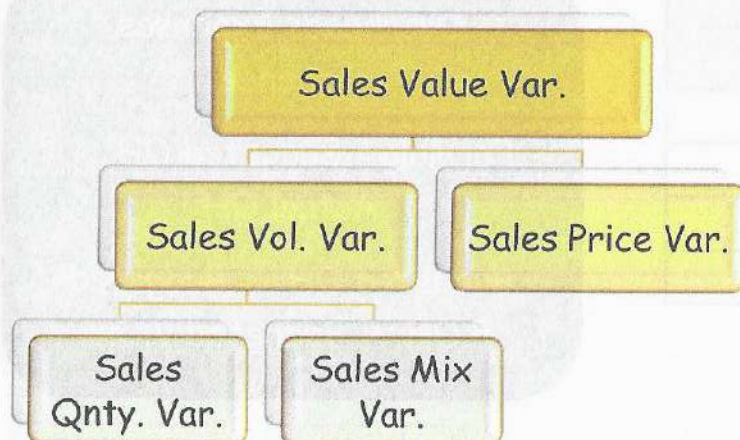 Sales Value Var.
Sales Vol. Var.
Sales Price Var.
Sales
Qnty. Var.
Sales Mix
Var.